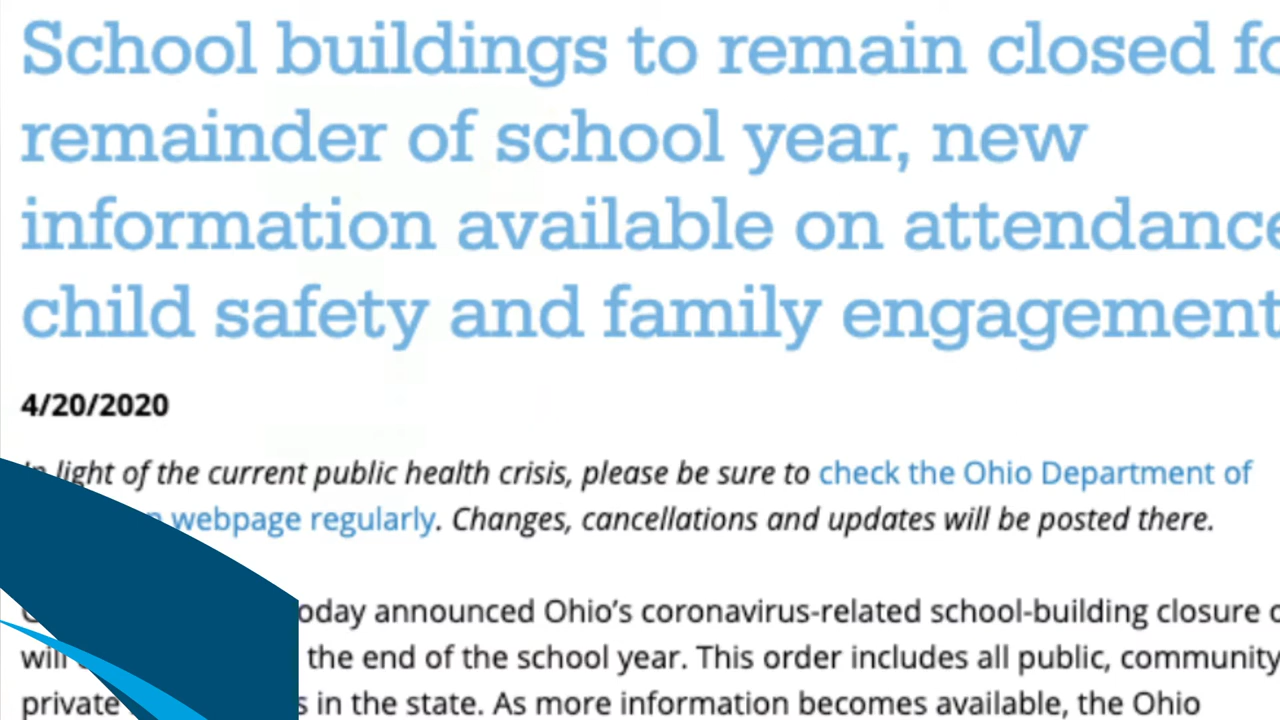 School buildings to remain closed fo
remainder of school year, new
information available on attendance
child safety and family engagement
4/20/2020
light of the current public health crisis, please be sure to check the Ohio Department of
webpage regularly. Changes, cancellations and updates will be posted there.
oday announced Ohio's coronavirus-related school-building closure o
will the end of the school year. This order includes all public, community
private s in the state. As more information becomes available, the Ohio